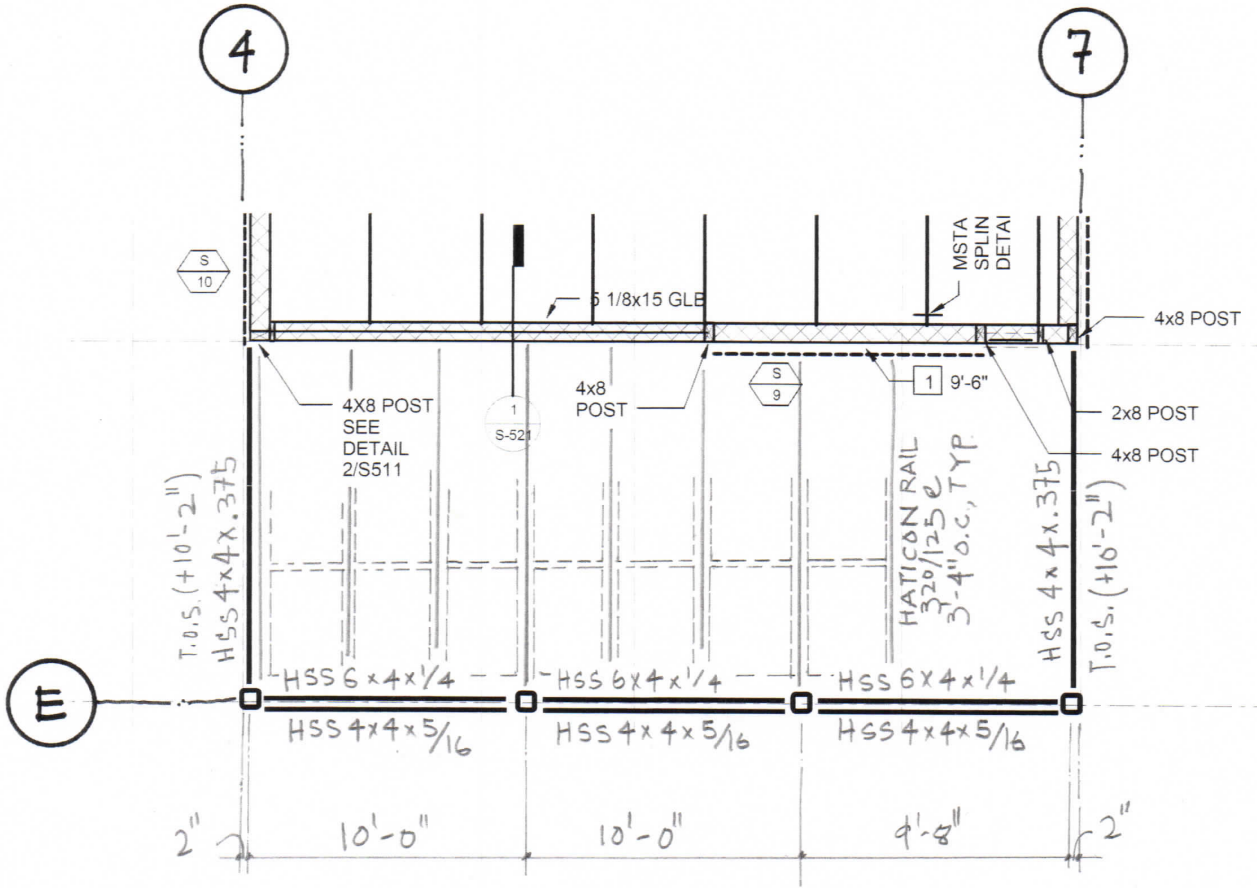 4
7
S
10
5 1/8x15 GLB
MSTA
SPLIN
DETAI
4x8 POST
4X8 POST
SEE
DETAIL
2/S511
1
S-521
4x8
POST
S
9
1 9'-6"
2x8 POST
4x8 POST
T.O.S. (+10'-2")
HSS 4x4x.375
HATICON RAIL
320/125 @
3'-4" O.C., TYP.
HSS 4x4x.375
T.O.S. (+10'-2")
E
HSS 6x4x1/4
HSS 6x4x1/4
HSS 6x4x1/4
HSS 4x4x5/16
HSS 4x4x5/16
HSS 4x4x5/16
2"
10'-0"
10'-0"
9'-8"
2"